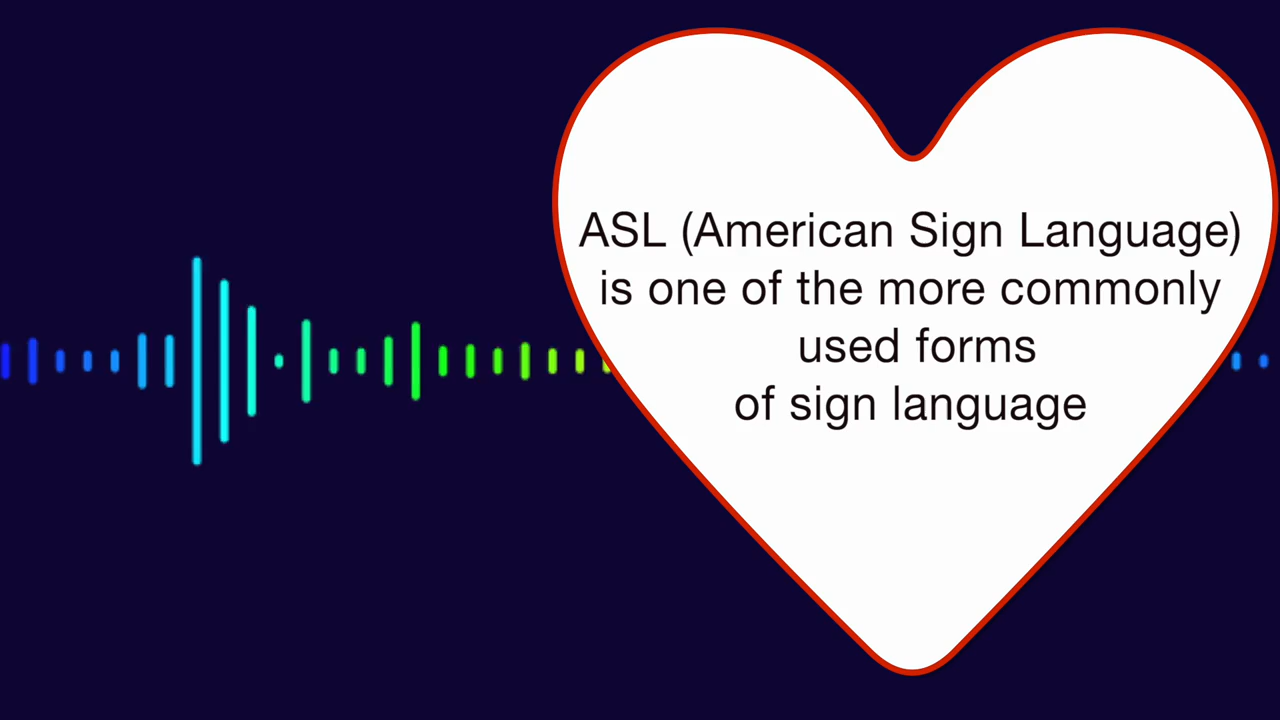 ASL (American Sign Language)
is one of the more commonly
used forms
of sign language